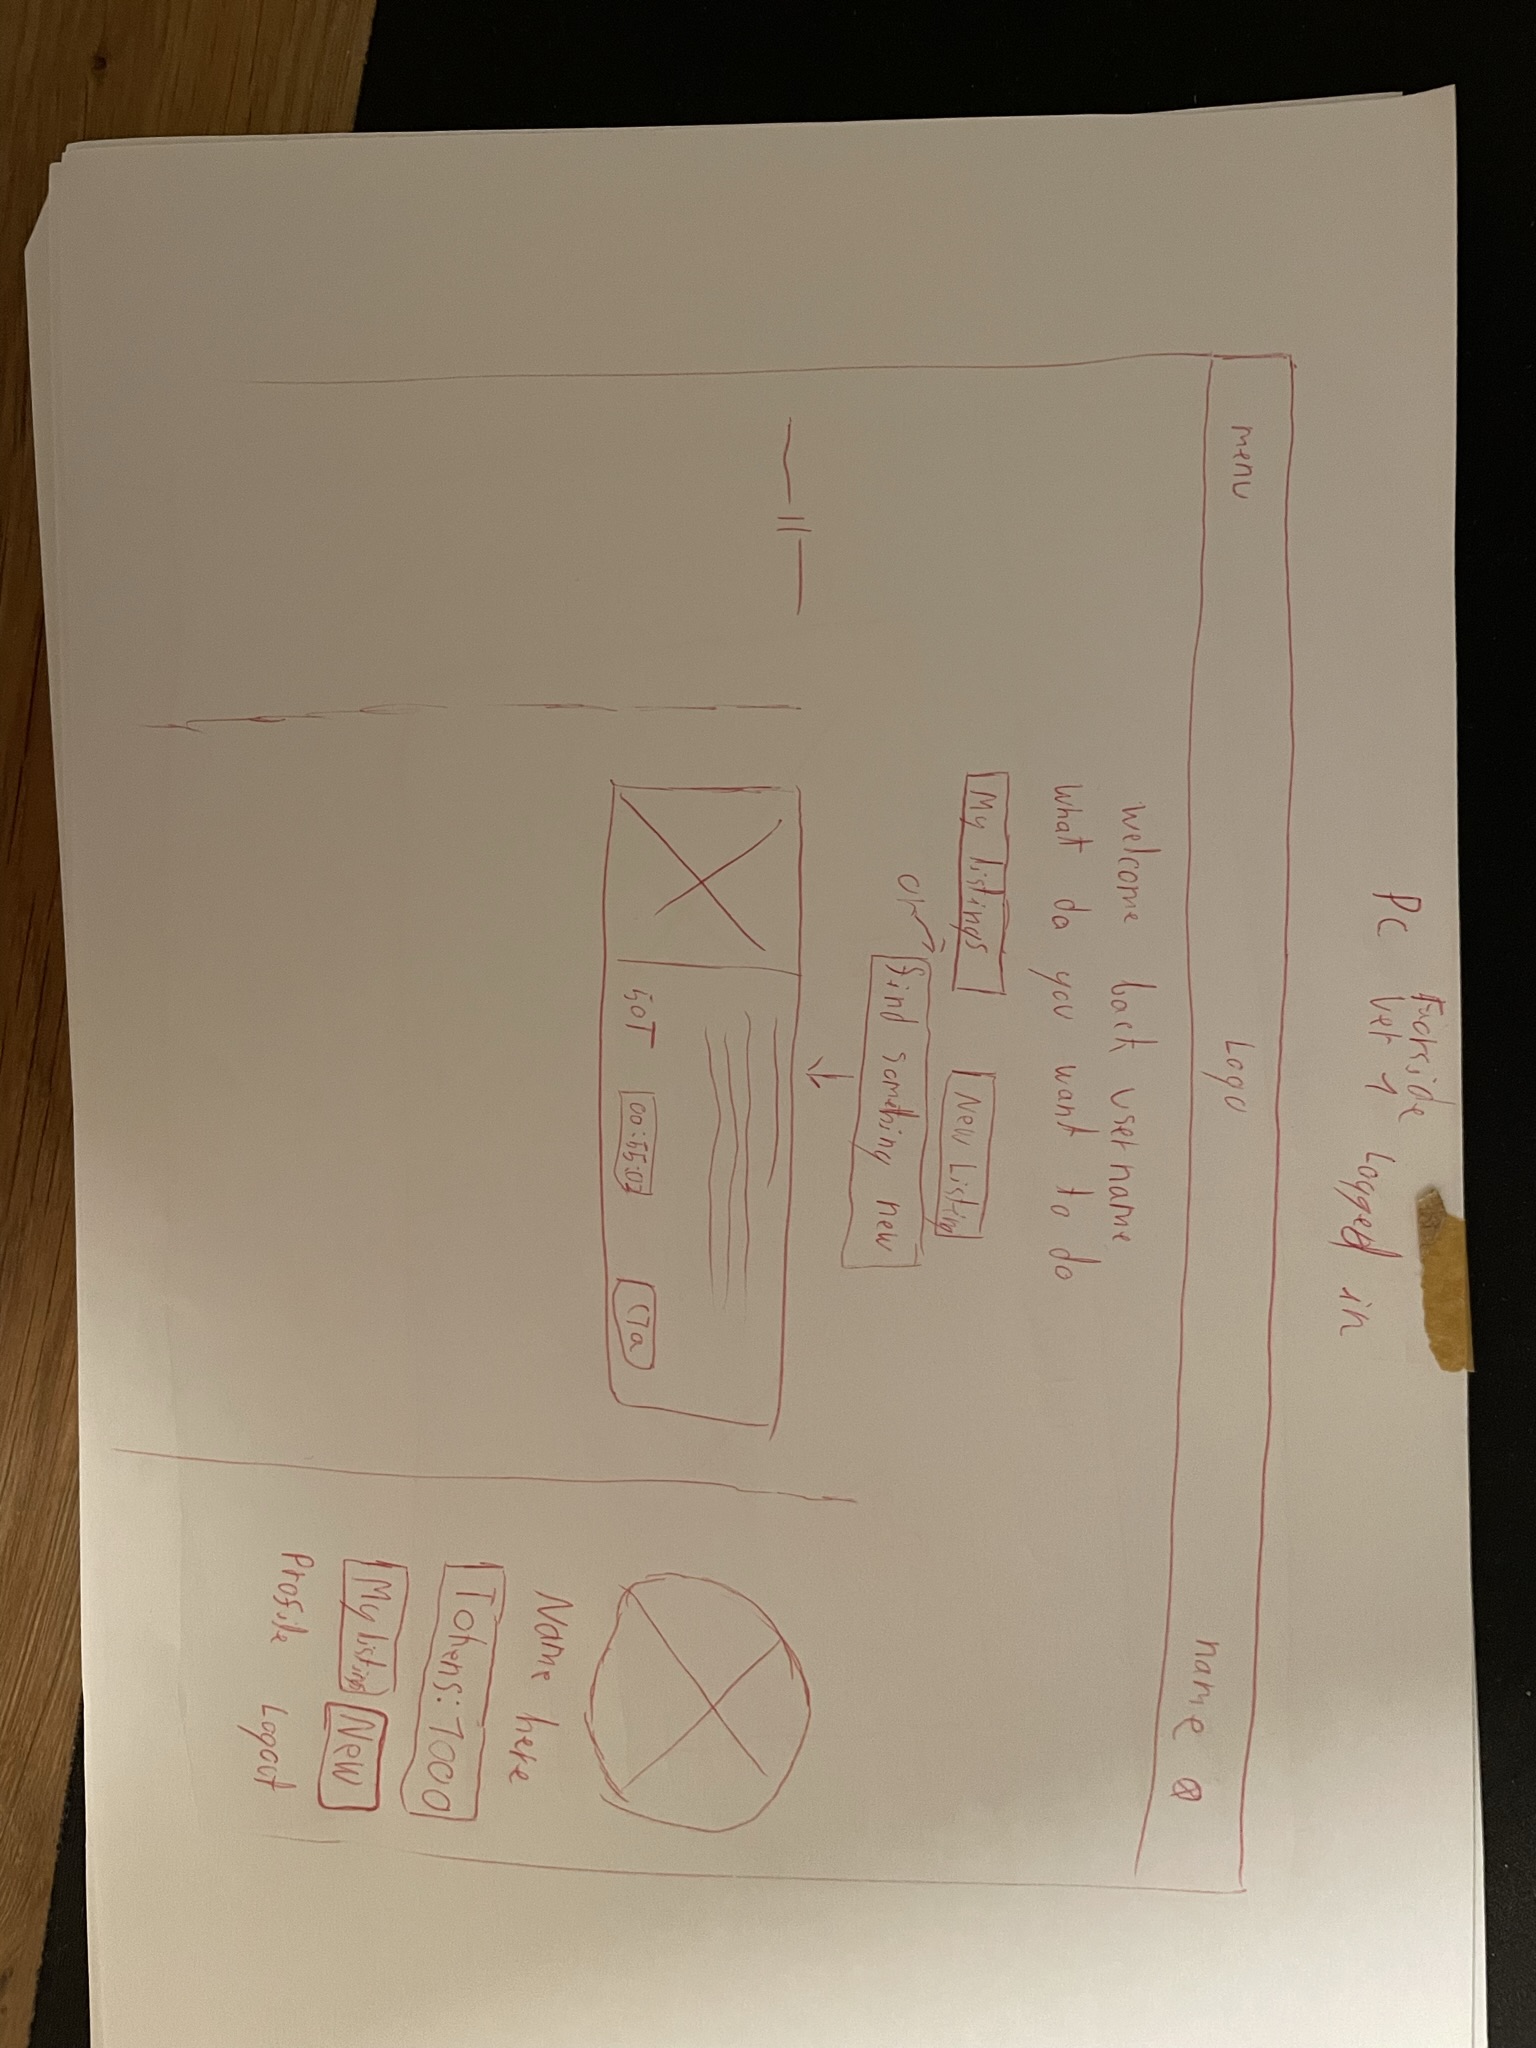 PC Forside
Ver 1 Logged in
menu Logo name
welcome back username
what do you want to do
My listings New Listing
or find something new
50T 00:55:03 CTa
Name here
Tokens: 1000
My listings New
Profile Logout